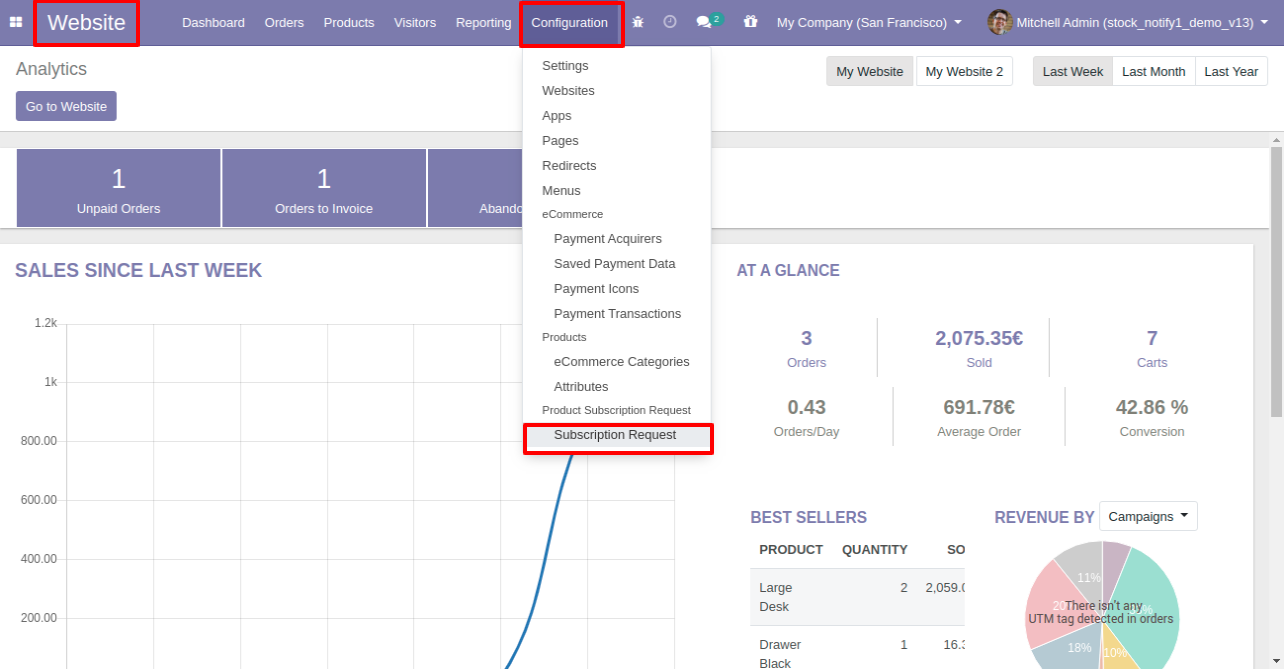 Website Dashboard Orders Products Visitors Reporting Configuration 2 My Company (San Francisco) Mitchell Admin (stock_notify1_demo_v13)
Analytics
My Website My Website 2 Last Week Last Month Last Year
Go to Website
Settings
Websites
Apps
Pages
Redirects
Menus
eCommerce
Payment Acquirers
Saved Payment Data
Payment Icons
Payment Transactions
Products
eCommerce Categories
Attributes
Product Subscription Request
Subscription Request
1
Unpaid Orders
1
Orders to Invoice
SALES SINCE LAST WEEK
1.2k
1k
800.00
600.00
400.00
200.00
AT A GLANCE
3
Orders
2,075.35€
Sold
7
Carts
0.43
Orders/Day
691.78€
Average Order
42.86 %
Conversion
BEST SELLERS
PRODUCT QUANTITY SO
Large Desk 2 2,059.0
Drawer Black 1 16.3
REVENUE BY Campaigns
11%
There isn't any
UTM tag detected in orders
18%
10%